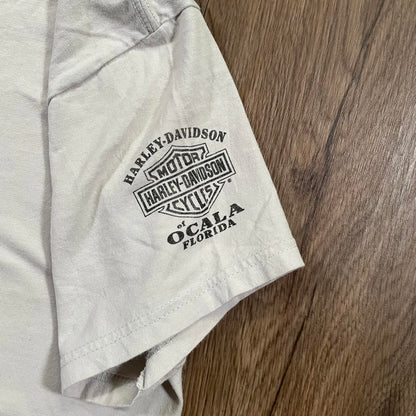 HARLEY-DAVIDSON
MOTOR
HARLEY-DAVIDSON
CYCLES
®
of
OCALA
FLORIDA